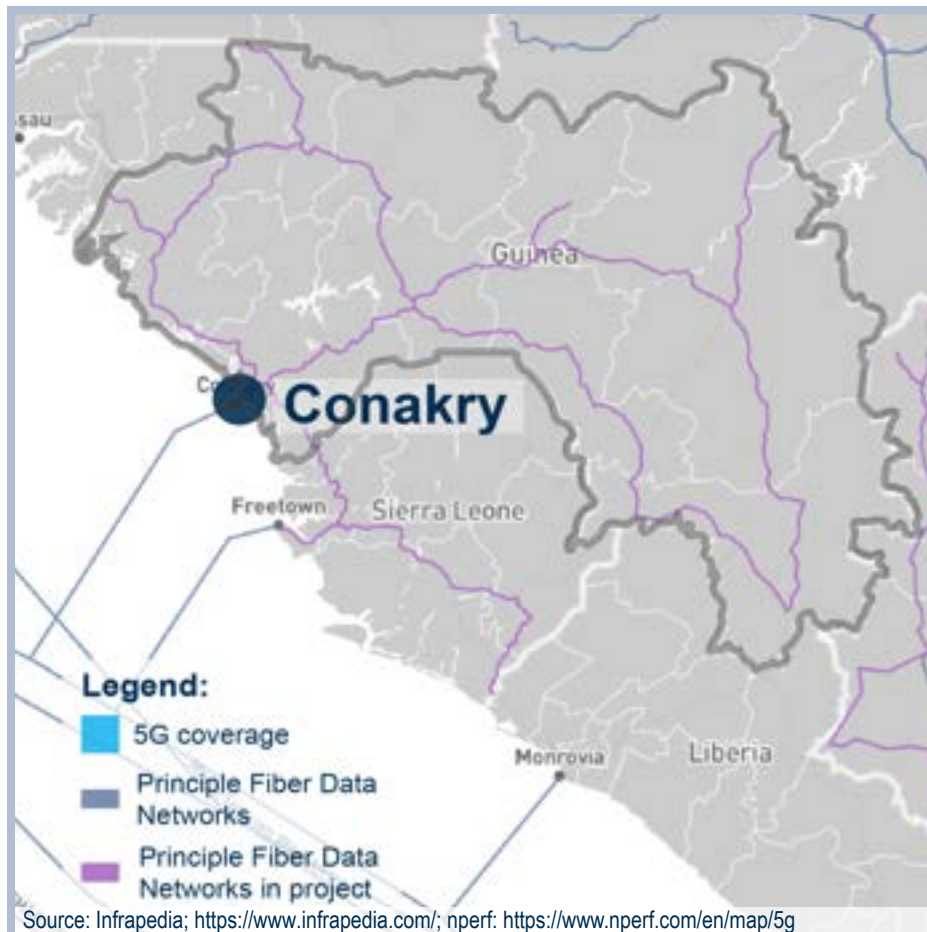 ssau
Guinea
Conakry
Freetown
Sierra Leone
Legend:
5G coverage
Monrovia
Liberia
Principle Fiber Data
Networks
Principle Fiber Data
Networks in project
Source: Infrapedia; https://www.infrapedia.com/; nperf: https://www.nperf.com/en/map/5g